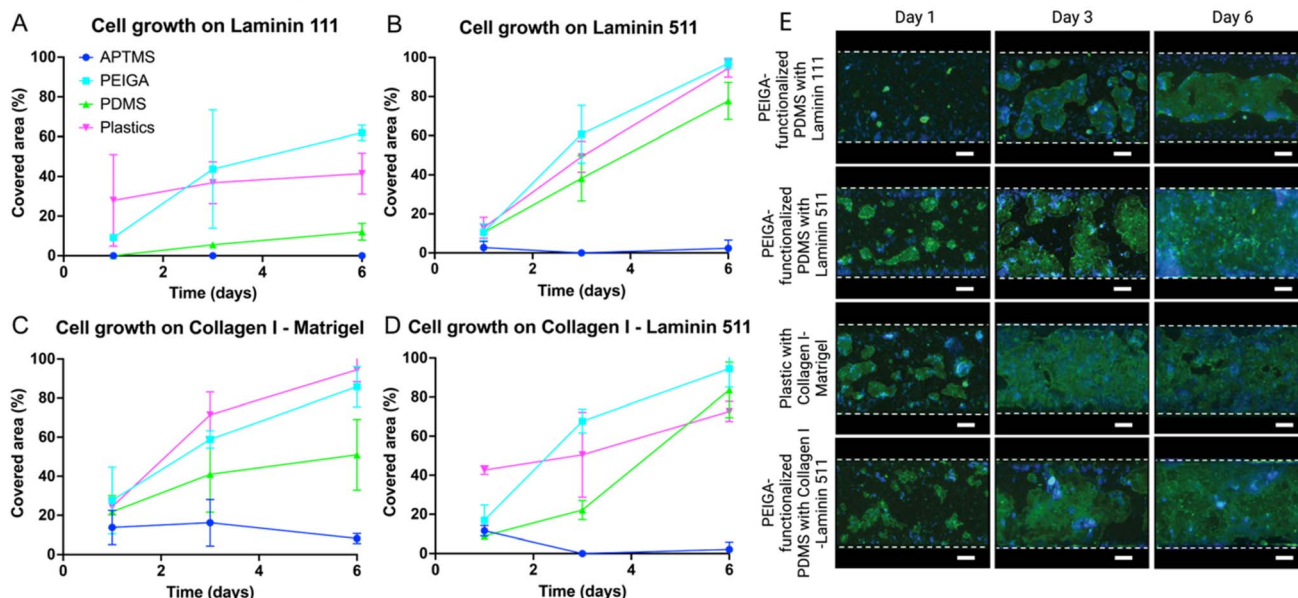 A
Cell growth on Laminin 111
APTMS
PEIGA
PDMS
Plastics
Covered area (%)
100
80
60
40
20
0
0
2
4
6
Time (days)
B
Cell growth on Laminin 511
Covered area (%)
100
80
60
40
20
0
0
2
4
6
Time (days)
C
Cell growth on Collagen I - Matrigel
Covered area (%)
100
80
60
40
20
0
0
2
4
6
Time (days)
D
Cell growth on Collagen I - Laminin 511
Covered area (%)
100
80
60
40
20
0
0
2
4
6
Time (days)
E
Day 1
Day 3
Day 6
PEIGA-
functionalized
PDMS with
Laminin 111
PEIGA-
functionalized
PDMS with
Laminin 511
Plastic with
Collagen I-
Matrigel
PEIGA-
functionalized
PDMS with Collagen I
-Laminin 511